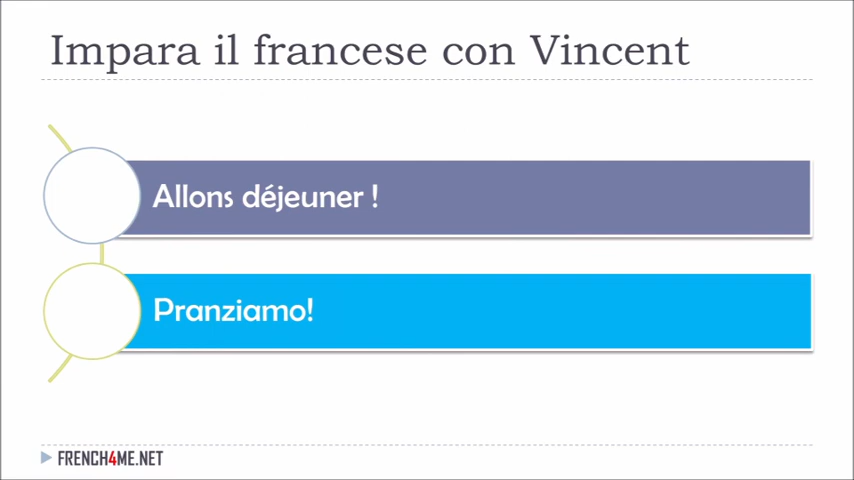 Impara il francese con Vincent
Allons déjeuner !
Pranziamo!
FRENCH4ME.NET